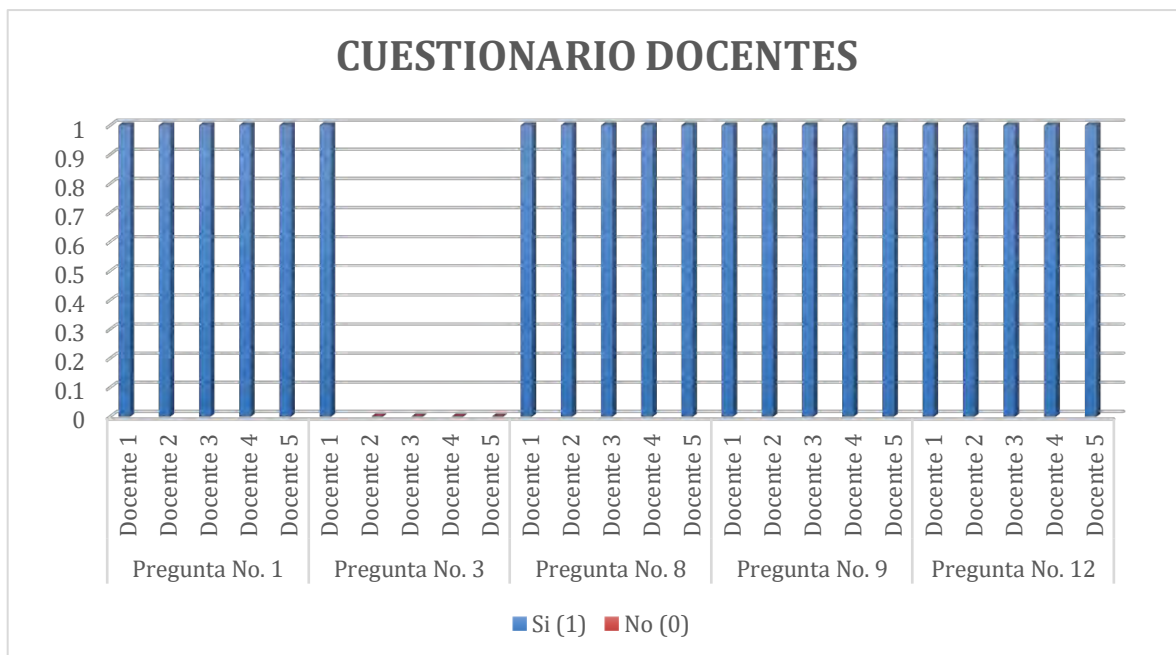 CUESTIONARIO DOCENTES
1
0.9
0.8
0.7
0.6
0.5
0.4
0.3
0.2
0.1
0
Docente 1
Docente 2
Docente 3
Docente 4
Docente 5
Docente 1
Docente 2
Docente 3
Docente 4
Docente 5
Docente 1
Docente 2
Docente 3
Docente 4
Docente 5
Docente 1
Docente 2
Docente 3
Docente 4
Docente 5
Docente 1
Docente 2
Docente 3
Docente 4
Docente 5
Pregunta No. 1 Pregunta No. 3 Pregunta No. 8 Pregunta No. 9 Pregunta No. 12
Si (1) No (0)